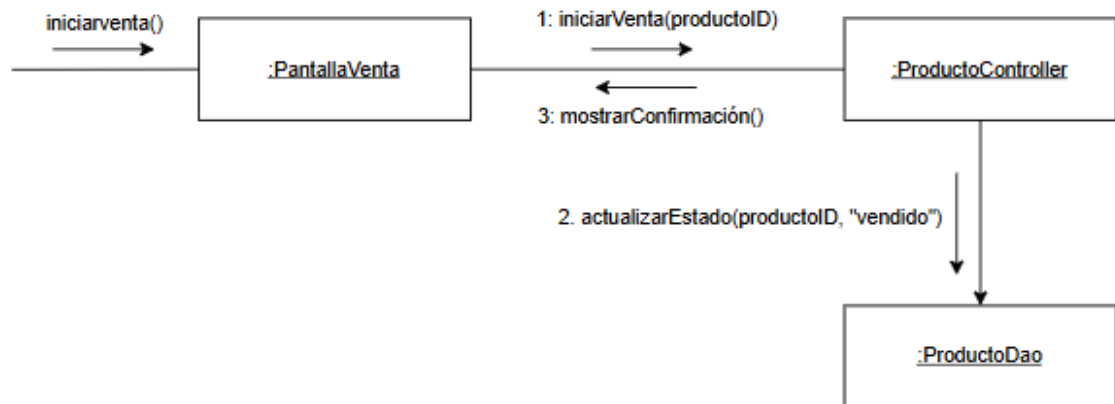 iniciarventa()
1: iniciarVenta(productoID)
:PantallaVenta
:ProductoController
3: mostrarConfirmación()
2. actualizarEstado(productoID, "vendido")
:ProductoDao